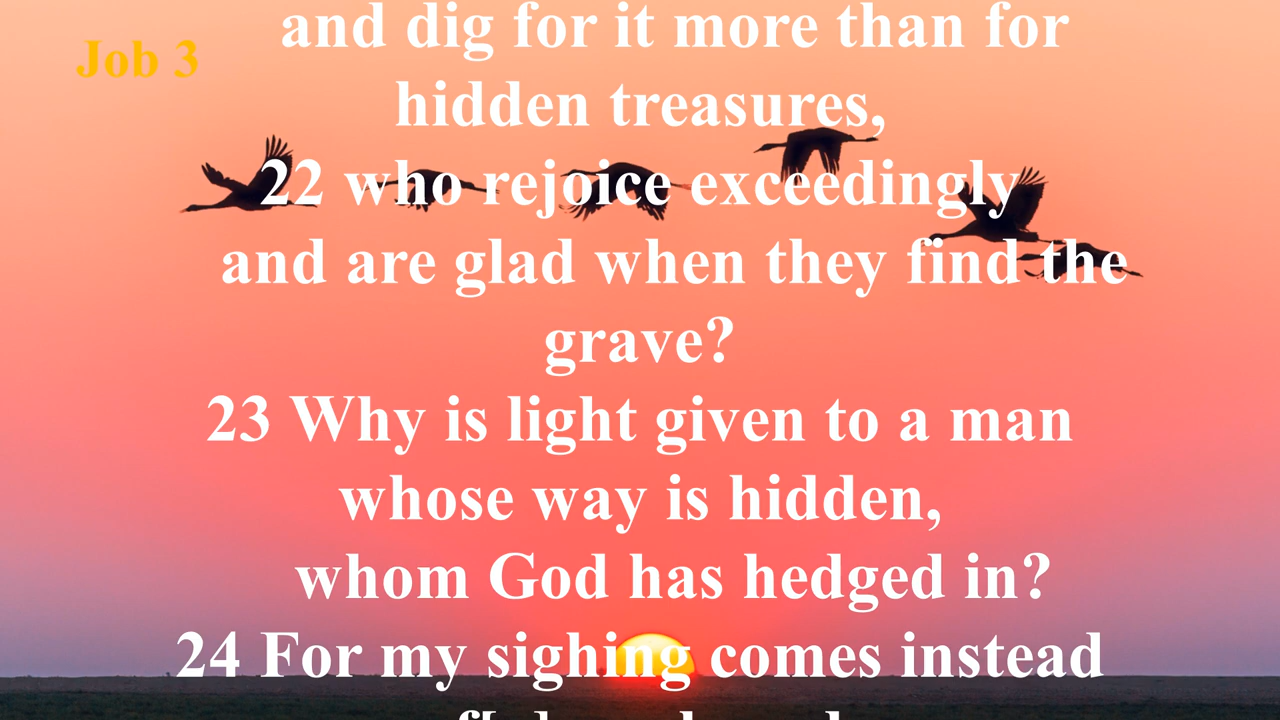 Job 3
and dig for it more than for
hidden treasures,
22 who rejoice exceedingly
and are glad when they find the
grave?
23 Why is light given to a man
whose way is hidden,
whom God has hedged in?
24 For my sighing comes instead